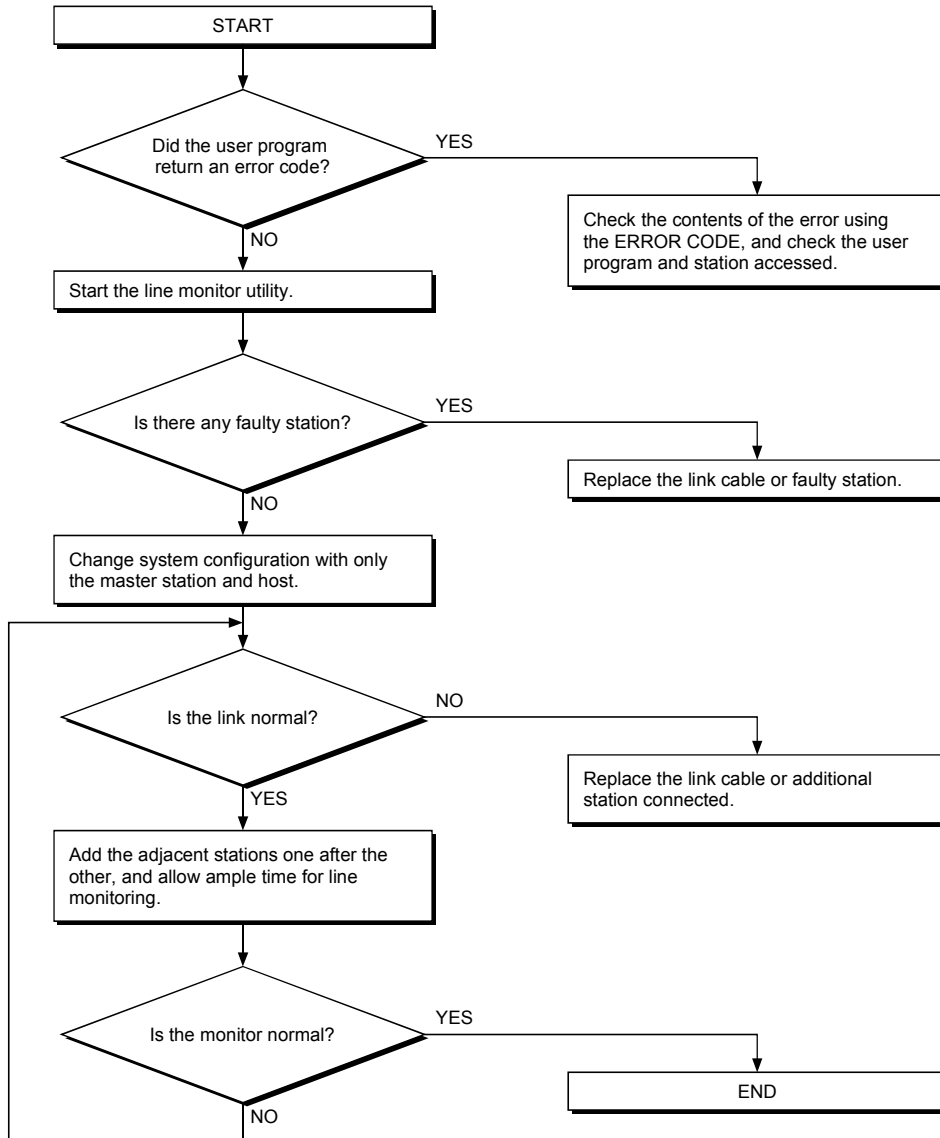 START
Did the user program
return an error code?
YES
NO
Check the contents of the error using
the ERROR CODE, and check the user
program and station accessed.
Start the line monitor utility.
Is there any faulty station?
YES
NO
Replace the link cable or faulty station.
Change system configuration with only
the master station and host.
Is the link normal?
NO
YES
Replace the link cable or additional
station connected.
Add the adjacent stations one after the
other, and allow ample time for line
monitoring.
Is the monitor normal?
YES
NO
END